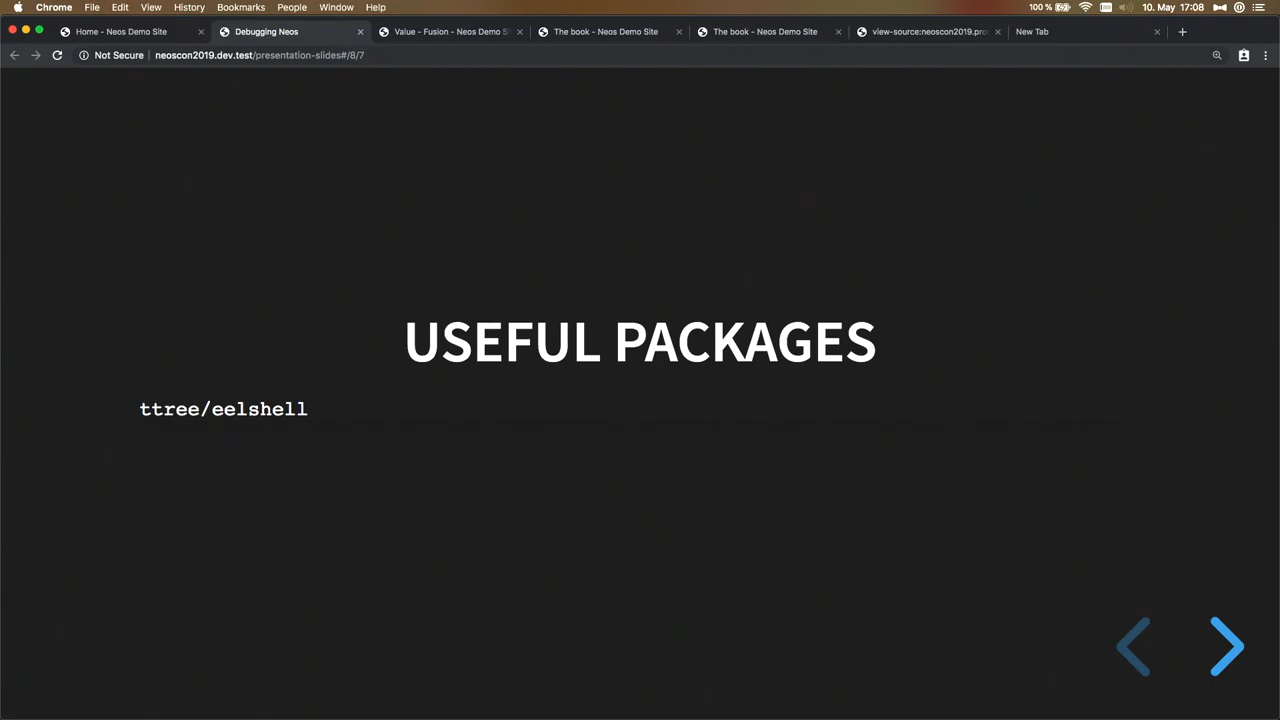 Chrome File Edit View History Bookmarks People Window Help 100 % 10. May 17:08
Home - Neos Demo Site Debugging Neos Value - Fusion - Neos Demo S The book - Neos Demo Site The book - Neos Demo Site view-source:neoscon2019.pro New Tab
Not Secure neoscon2019.dev.test/presentation-slides#/8/7
USEFUL PACKAGES
ttree/eelshell